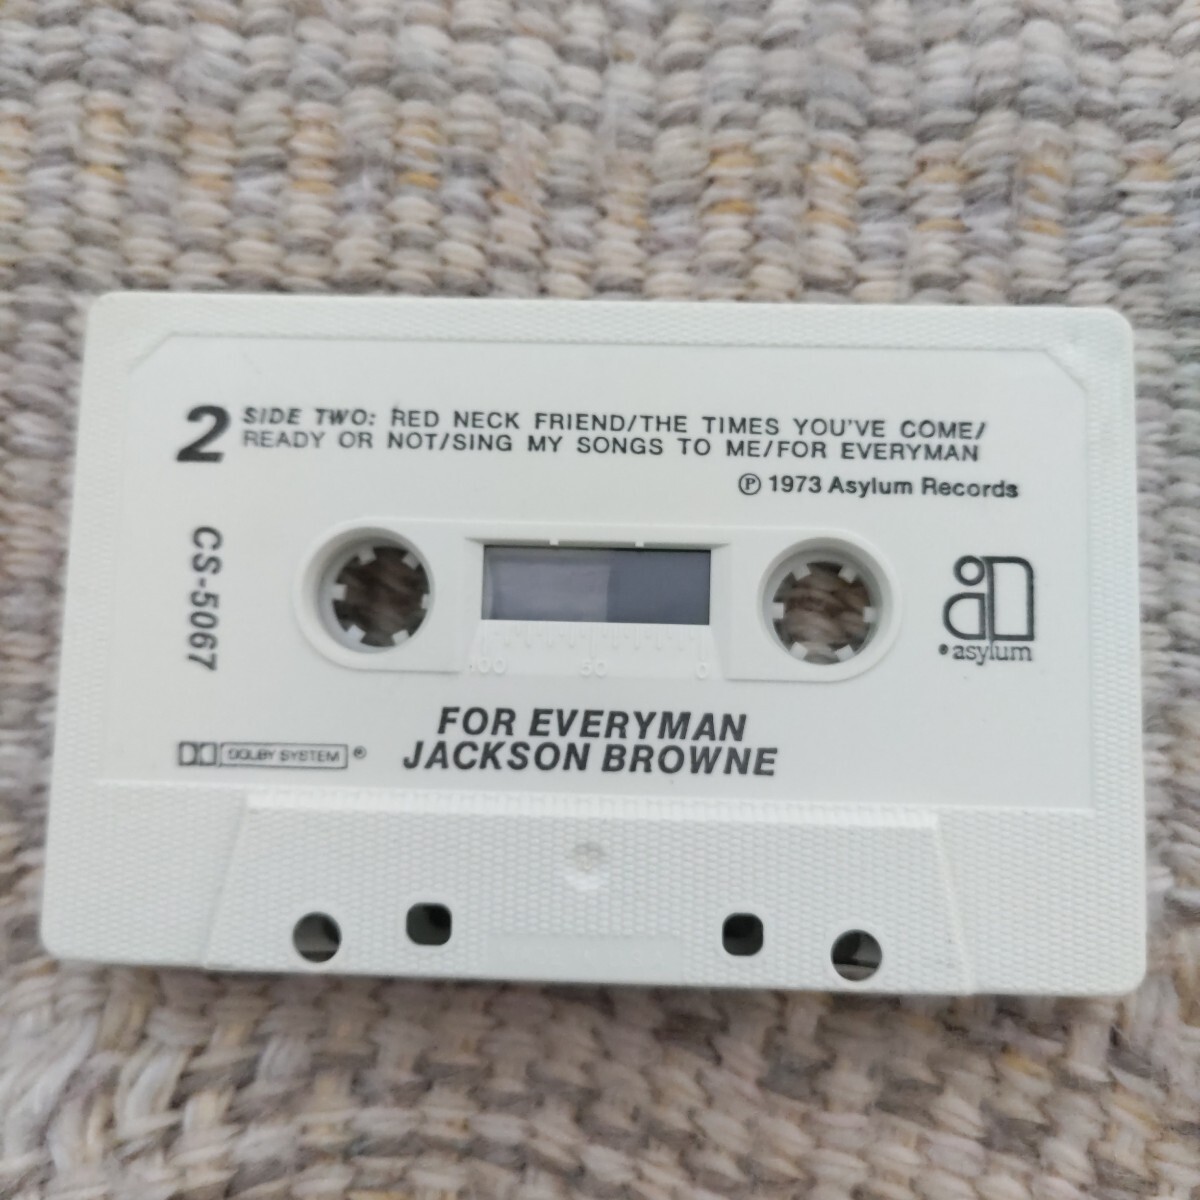 2 SIDE TWO: RED NECK FRIEND/THE TIMES YOU'VE COME/
READY OR NOT/SING MY SONGS TO ME/FOR EVERYMAN
℗ 1973 Asylum Records
CS-5067
asylum
100 50 0
FOR EVERYMAN
JACKSON BROWNE
DOLBY SYSTEM ®